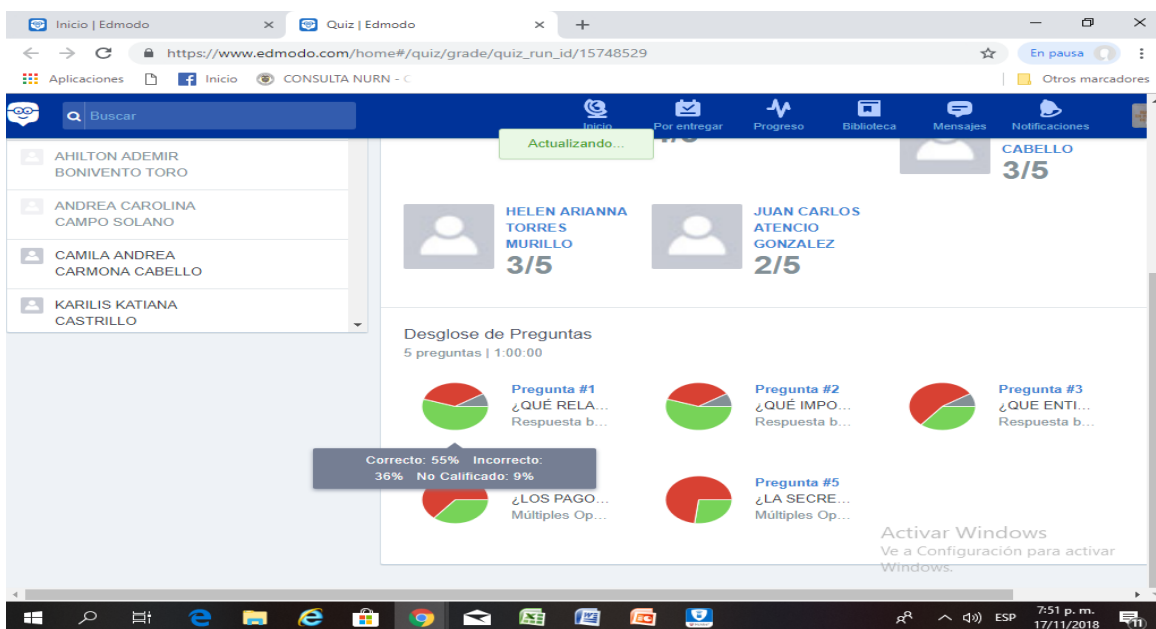 Inicio | Edmodo
Quiz | Edmodo
https://www.edmodo.com/home#/quiz/grade/quiz_run_id/15748529
En pausa
Aplicaciones
Inicio
CONSULTA NURN - C
Otros marcadores
Buscar
Inicio
Por entregar
Progreso
Biblioteca
Mensajes
Notificaciones
Actualizando...
AHILTON ADEMIR
BONIVENTO TORO
ANDREA CAROLINA
CAMPO SOLANO
CAMILA ANDREA
CARMONA CABELLO
KARILIS KATIANA
CASTRILLO
CABELLO
3/5
HELEN ARIANNA
TORRES
MURILLO
3/5
JUAN CARLOS
ATENCIO
GONZALEZ
2/5
Desglose de Preguntas
5 preguntas | 1:00:00
Pregunta #1
¿QUÉ RELA...
Respuesta b...
Pregunta #2
¿QUÉ IMPO...
Respuesta b...
Pregunta #3
¿QUE ENTI...
Respuesta b...
Correcto: 55% Incorrecto:
36% No Calificado: 9%
¿LOS PAGO...
Múltiples Op...
Pregunta #5
¿LA SECRE...
Múltiples Op...
Activar Windows
Ve a Configuración para activar
Windows.
ESP
7:51 p. m.
17/11/2018